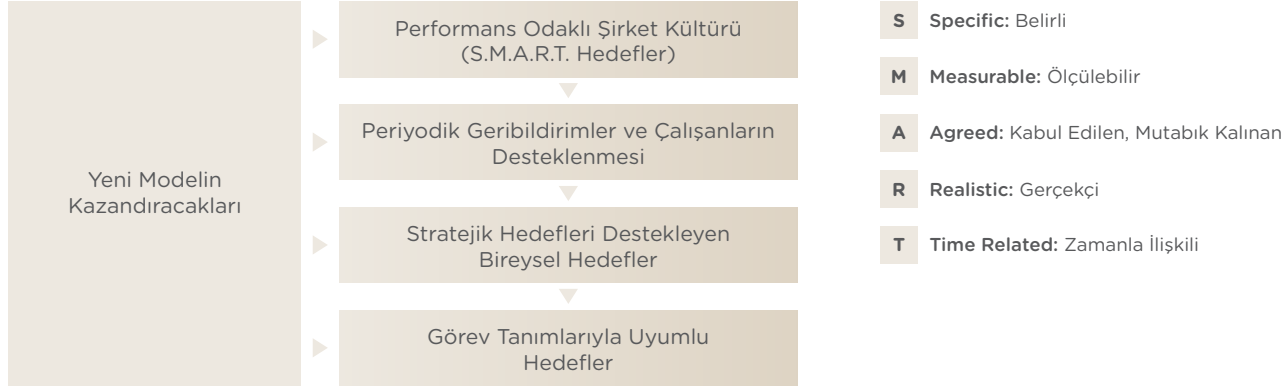 Yeni Modelin
Kazandıracakları
Performans Odaklı Şirket Kültürü
(S.M.A.R.T. Hedefler)
Periyodik Geribildirimler ve Çalışanların
Desteklenmesi
Stratejik Hedefleri Destekleyen
Bireysel Hedefler
Görev Tanımlarıyla Uyumlu
Hedefler
S Specific: Belirli
M Measurable: Ölçülebilir
A Agreed: Kabul Edilen, Mutabık Kalınan
R Realistic: Gerçekçi
T Time Related: Zamanla İlişkili